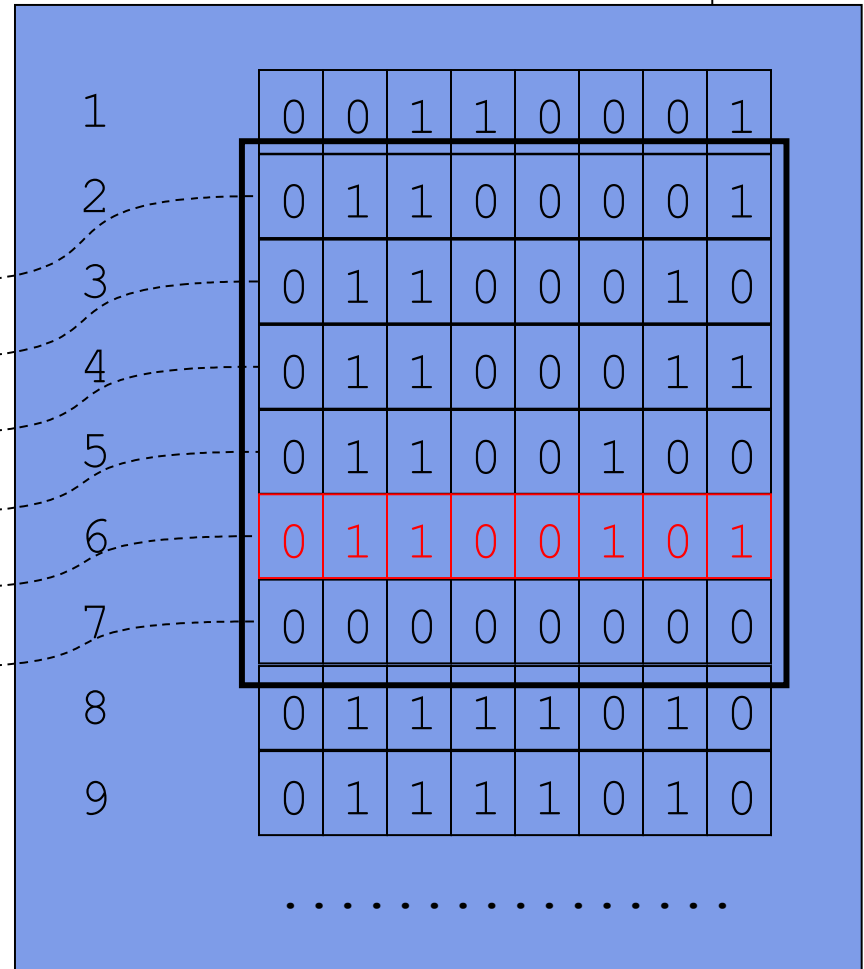 1 0 0 1 1 0 0 0 1
2 0 1 1 0 0 0 0 1
3 0 1 1 0 0 0 1 0
4 0 1 1 0 0 0 1 1
5 0 1 1 0 0 1 0 0
6 0 1 1 0 0 1 0 1
7 0 0 0 0 0 0 0 0
8 0 1 1 1 1 0 1 0
9 0 1 1 1 1 0 1 0
. . . . . . . . . . . . . . . .